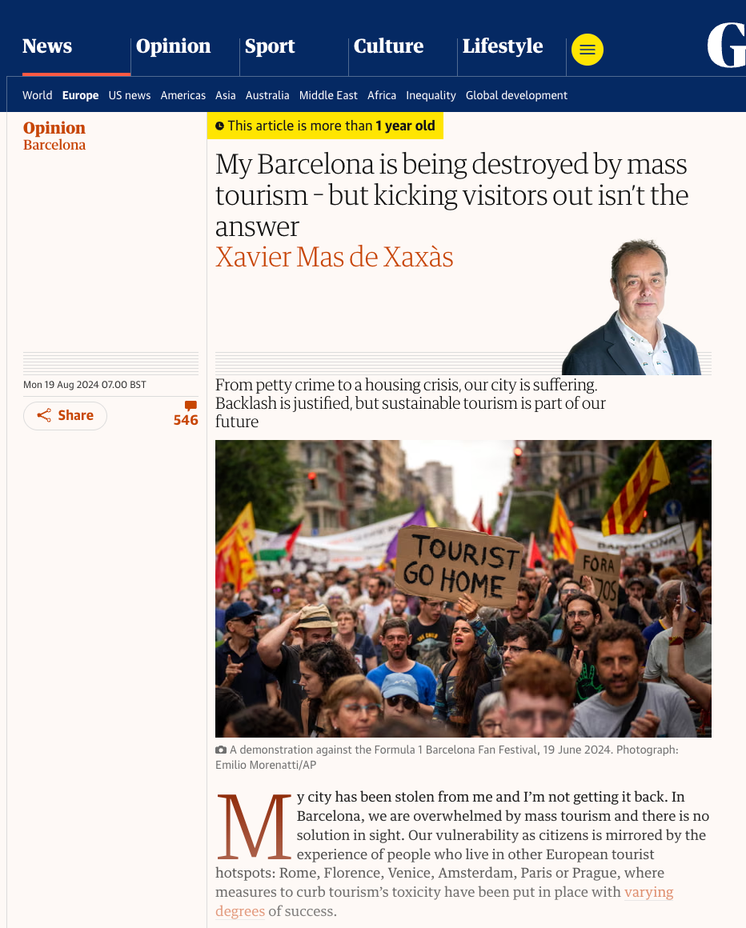 News
Opinion
Sport
Culture
Lifestyle
G
World Europe US news Americas Asia Australia Middle East Africa Inequality Global development
Opinion
Barcelona
This article is more than 1 year old
My Barcelona is being destroyed by mass
tourism – but kicking visitors out isn't the
answer
Xavier Mas de Xaxàs
Mon 19 Aug 2024 07.00 BST
Share
546
From petty crime to a housing crisis, our city is suffering.
Backlash is justified, but sustainable tourism is part of our
future
TOURIST
GO HOME
FORA
BARCELONA
A demonstration against the Formula 1 Barcelona Fan Festival, 19 June 2024. Photograph:
Emilio Morenatti/AP
My city has been stolen from me and I'm not getting it back. In
Barcelona, we are overwhelmed by mass tourism and there is no
solution in sight. Our vulnerability as citizens is mirrored by the
experience of people who live in other European tourist
hotspots: Rome, Florence, Venice, Amsterdam, Paris or Prague, where
measures to curb tourism's toxicity have been put in place with varying
degrees of success.